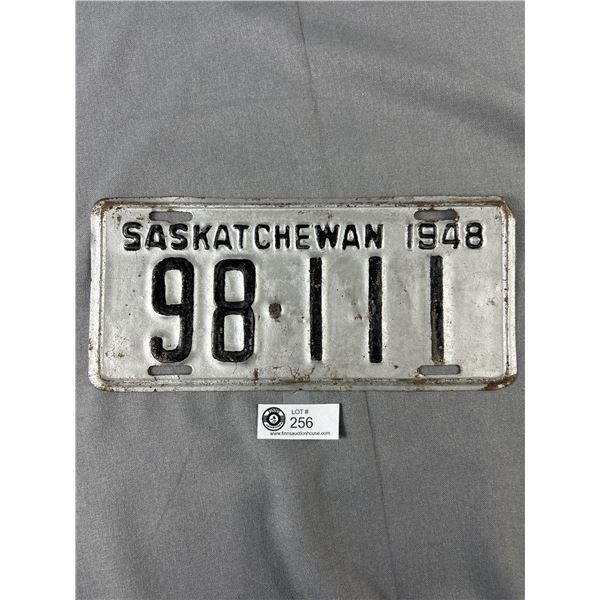 SASKATCHEWAN 1948
98·111
LOT #
256
www.finnsauctionhouse.com